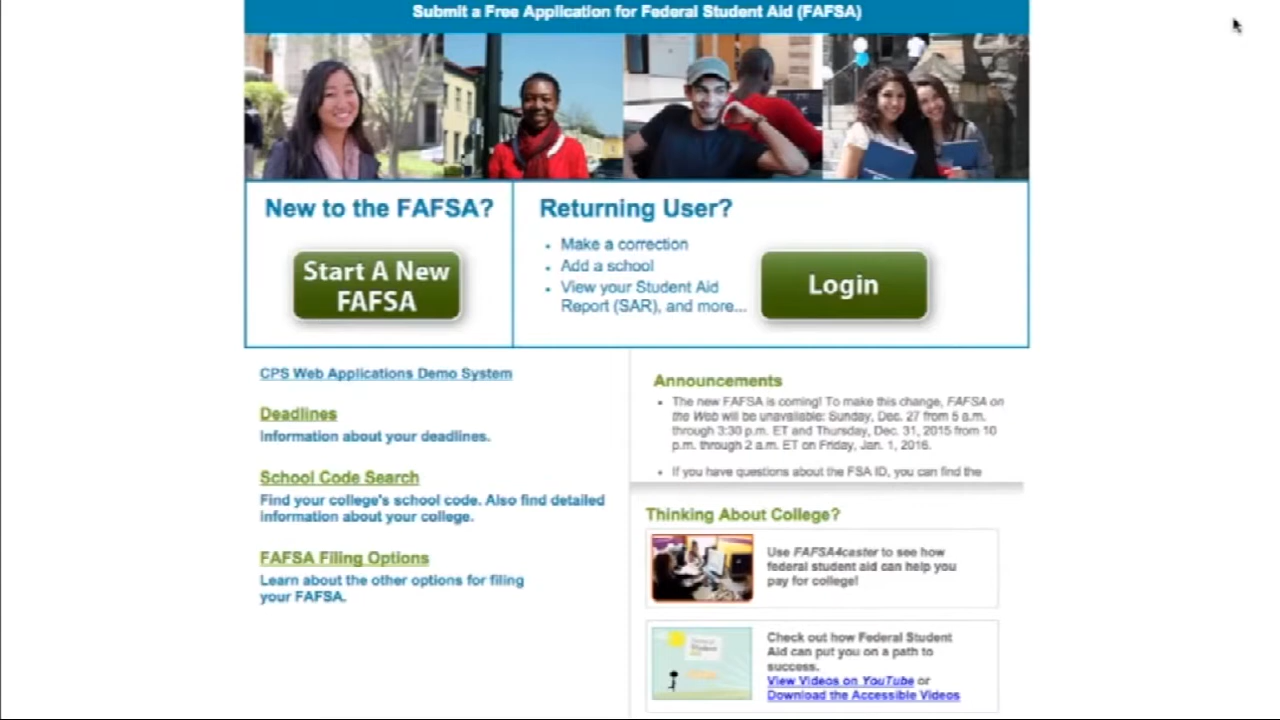 Submit a Free Application for Federal Student Aid (FAFSA)
New to the FAFSA?
Start A New
FAFSA
Returning User?
• Make a correction
• Add a school
• View your Student Aid
Report (SAR), and more...
Login
CPS Web Applications Demo System
Deadlines
Information about your deadlines.
School Code Search
Find your college's school code. Also find detailed
information about your college.
FAFSA Filing Options
Learn about the other options for filing
your FAFSA.
Announcements
• The new FAFSA is coming! To make this change, FAFSA on
the Web will be unavailable: Sunday, Dec. 27 from 5 a.m.
through 3:30 p.m. ET and Thursday, Dec. 31, 2015 from 10
p.m. through 2 a.m. ET on Friday, Jan. 1, 2016.
• If you have questions about the FSA ID, you can find the
Thinking About College?
Use FAFSA4caster to see how
federal student aid can help you
pay for college!
Check out how Federal Student
Aid can put you on a path to
success.
View Videos on YouTube or
Download the Accessible Videos